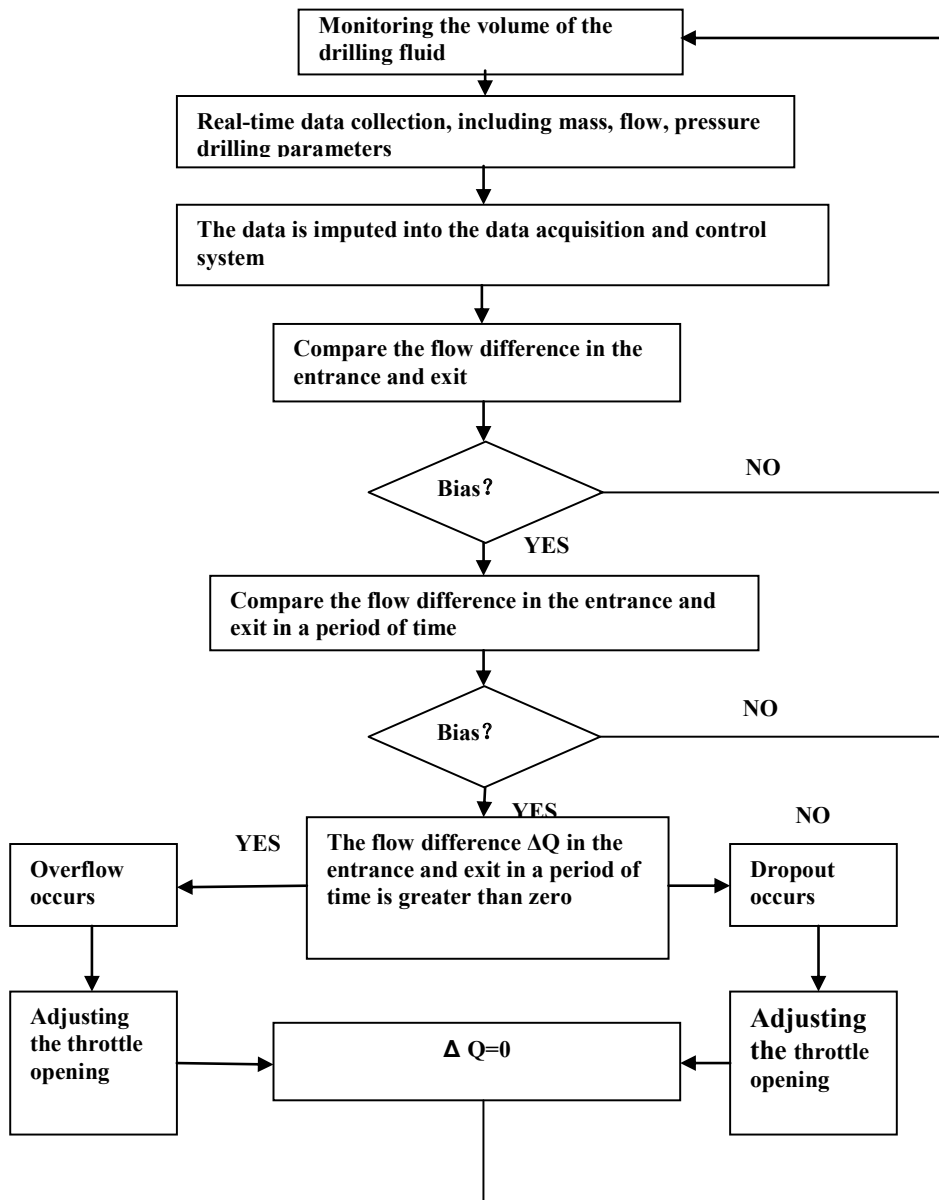 Monitoring the volume of the
drilling fluid
Real-time data collection, including mass, flow, pressure
drilling parameters
The data is imputed into the data acquisition and control
system
Compare the flow difference in the
entrance and exit
Bias?
NO
YES
Compare the flow difference in the entrance and
exit in a period of time
Bias?
NO
YES
YES
The flow difference ΔQ in the
entrance and exit in a period of
time is greater than zero
NO
Overflow
occurs
Dropout
occurs
Adjusting
the throttle
opening
Δ Q=0
Adjusting
the throttle
opening